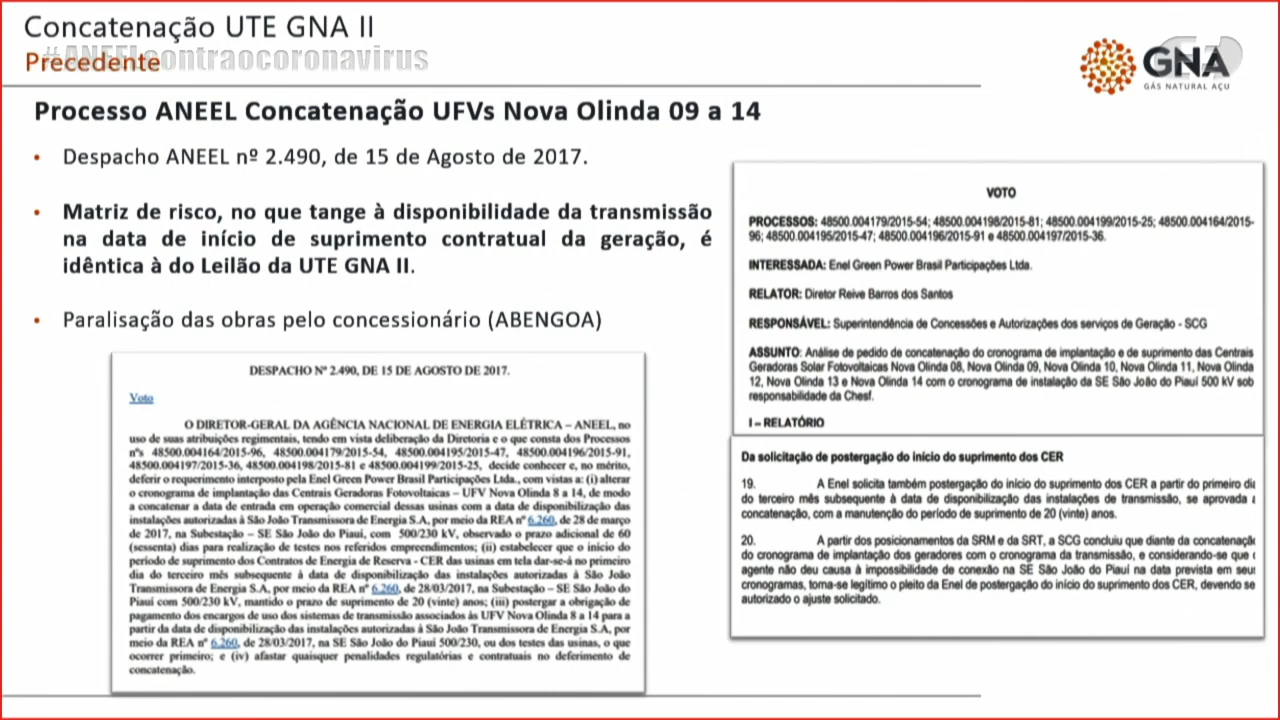 Concatenação UTE GNA II
#ANEELcontraocoronavirus
Precedente
GNA
GÁS NATURAL AÇU
Processo ANEEL Concatenação UFVs Nova Olinda 09 a 14
• Despacho ANEEL nº 2.490, de 15 de Agosto de 2017.
• Matriz de risco, no que tange à disponibilidade da transmissão
na data de início de suprimento contratual da geração, é
idêntica à do Leilão da UTE GNA II.
• Paralisação das obras pelo concessionário (ABENGOA)
DESPACHO Nº 2.490, DE 15 DE AGOSTO DE 2017.
Voto
O DIRETOR-GERAL DA AGÊNCIA NACIONAL DE ENERGIA ELÉTRICA – ANEEL, no
uso de suas atribuições regimentais, tendo em vista deliberação da Diretoria e o que consta dos Processos
nºs 48500.004164/2015-96, 48500.004179/2015-54, 48500.004195/2015-47, 48500.004196/2015-91,
48500.004197/2015-36, 48500.004198/2015-81 e 48500.004199/2015-25, decide conhecer e, no mérito,
deferir o requerimento interposto pela Enel Green Power Brasil Participações Ltda., com vistas a: (i) alterar
o cronograma de implantação das Centrais Geradoras Fotovoltaicas – UFV Nova Olinda 8 a 14, de modo
a concatenar a data de entrada em operação comercial dessas usinas com a data de disponibilização das
instalações autorizadas à São João Transmissora de Energia S.A, por meio da REA nº 6.260, de 28 de março
de 2017, na Subestação – SE São João do Piauí, com 500/230 kV, observado o prazo adicional de 60
(sessenta) dias para realização de testes nos referidos empreendimentos; (ii) estabelecer que o início do
período de suprimento dos Contratos de Energia de Reserva - CER das usinas em tela dar-se-á no primeiro
dia do terceiro mês subsequente à data de disponibilização das instalações autorizadas à São João
Transmissora de Energia S.A, por meio da REA nº 6.260, de 28/03/2017, na Subestação – SE São João do
Piauí com 500/230 kV, mantido o prazo de suprimento de 20 (vinte) anos; (iii) postergar a obrigação de
pagamento dos encargos de uso dos sistemas de transmissão associados às UFV Nova Olinda 8 a 14 para a
partir da data de disponibilização das instalações autorizadas à São João Transmissora de Energia S.A, por
meio da REA nº 6.260, de 28/03/2017, na SE São João do Piauí 500/230, ou dos testes das usinas, o que
ocorrer primeiro; e (iv) afastar quaisquer penalidades regulatórias e contratuais no deferimento de
concatenação.
VOTO
PROCESSOS: 48500.004179/2015-54; 48500.004198/2015-81; 48500.004199/2015-25; 48500.004164/2015-
96; 48500.004195/2015-47; 48500.004196/2015-91 e 48500.004197/2015-36.
INTERESSADA: Enel Green Power Brasil Participações Ltda.
RELATOR: Diretor Reive Barros dos Santos
RESPONSÁVEL: Superintendência de Concessões e Autorizações dos serviços de Geração - SCG
ASSUNTO: Análise de pedido de concatenação do cronograma de implantação e de suprimento das Centrais
Geradoras Solar Fotovoltaicas Nova Olinda 08, Nova Olinda 09, Nova Olinda 10, Nova Olinda 11, Nova Olinda
12, Nova Olinda 13 e Nova Olinda 14 com o cronograma de instalação da SE São João do Piauí 500 kV sob
responsabilidade da Chesf.
I – RELATÓRIO
Da solicitação de postergação do início do suprimento dos CER
19. A Enel solicita também postergação do início do suprimento dos CER a partir do primeiro dia
do terceiro mês subsequente à data de disponibilização das instalações de transmissão, se aprovada a
concatenação, com a manutenção do período de suprimento de 20 (vinte) anos.
20. A partir dos posicionamentos da SRM e da SRT, a SCG concluiu que diante da concatenação
do cronograma de implantação dos geradores com o cronograma da transmissão, e considerando-se que o
agente não deu causa à impossibilidade de conexão na SE São João do Piauí na data prevista em seus
cronogramas, torna-se legítimo o pleito da Enel de postergação do início do suprimento dos CER, devendo se
autorizado o ajuste solicitado.